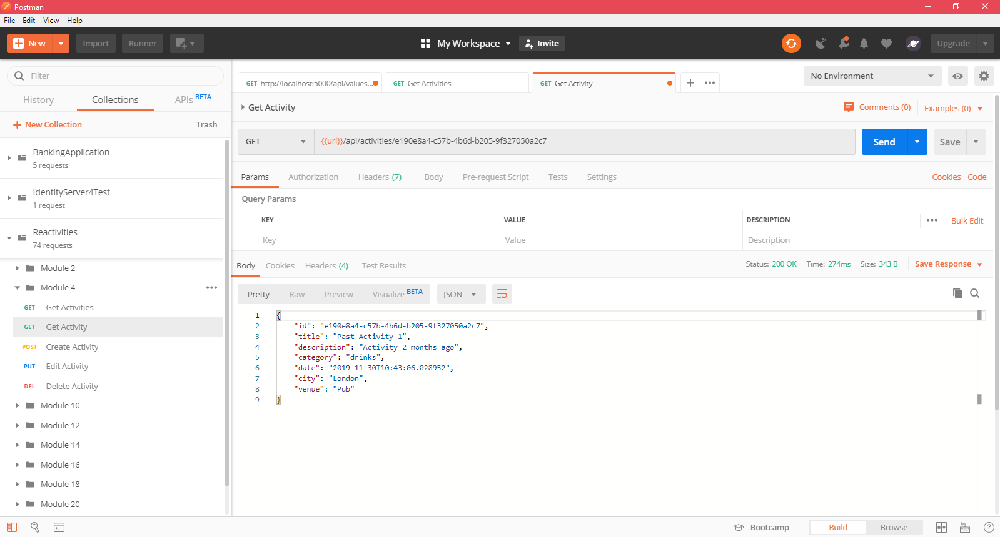 Postman
File Edit View Help
New Import Runner My Workspace Invite Upgrade
Filter
History Collections APIs BETA
New Collection Trash
BankingApplication
5 requests
IdentityServer4Test
1 request
Reactivities
74 requests
Module 2
Module 4
GET Get Activities
GET Get Activity
POST Create Activity
PUT Edit Activity
DEL Delete Activity
Module 10
Module 12
Module 14
Module 16
Module 18
Module 20
GET http://localhost:5000/api/values... GET Get Activities GET Get Activity
No Environment
Get Activity Comments (0) Examples (0)
GET {{url}}/api/activities/e190e8a4-c57b-4b6d-b205-9f327050a2c7 Send Save
Params Authorization Headers (7) Body Pre-request Script Tests Settings Cookies Code
Query Params
KEY VALUE DESCRIPTION Bulk Edit
Key Value Description
Body Cookies Headers (4) Test Results Status: 200 OK Time: 274ms Size: 343 B Save Response
Pretty Raw Preview Visualize BETA JSON
1 {
2 "id": "e190e8a4-c57b-4b6d-b205-9f327050a2c7",
3 "title": "Past Activity 1",
4 "description": "Activity 2 months ago",
5 "category": "drinks",
6 "date": "2019-11-30T10:43:06.028952",
7 "city": "London",
8 "venue": "Pub"
9 }
Bootcamp Build Browse